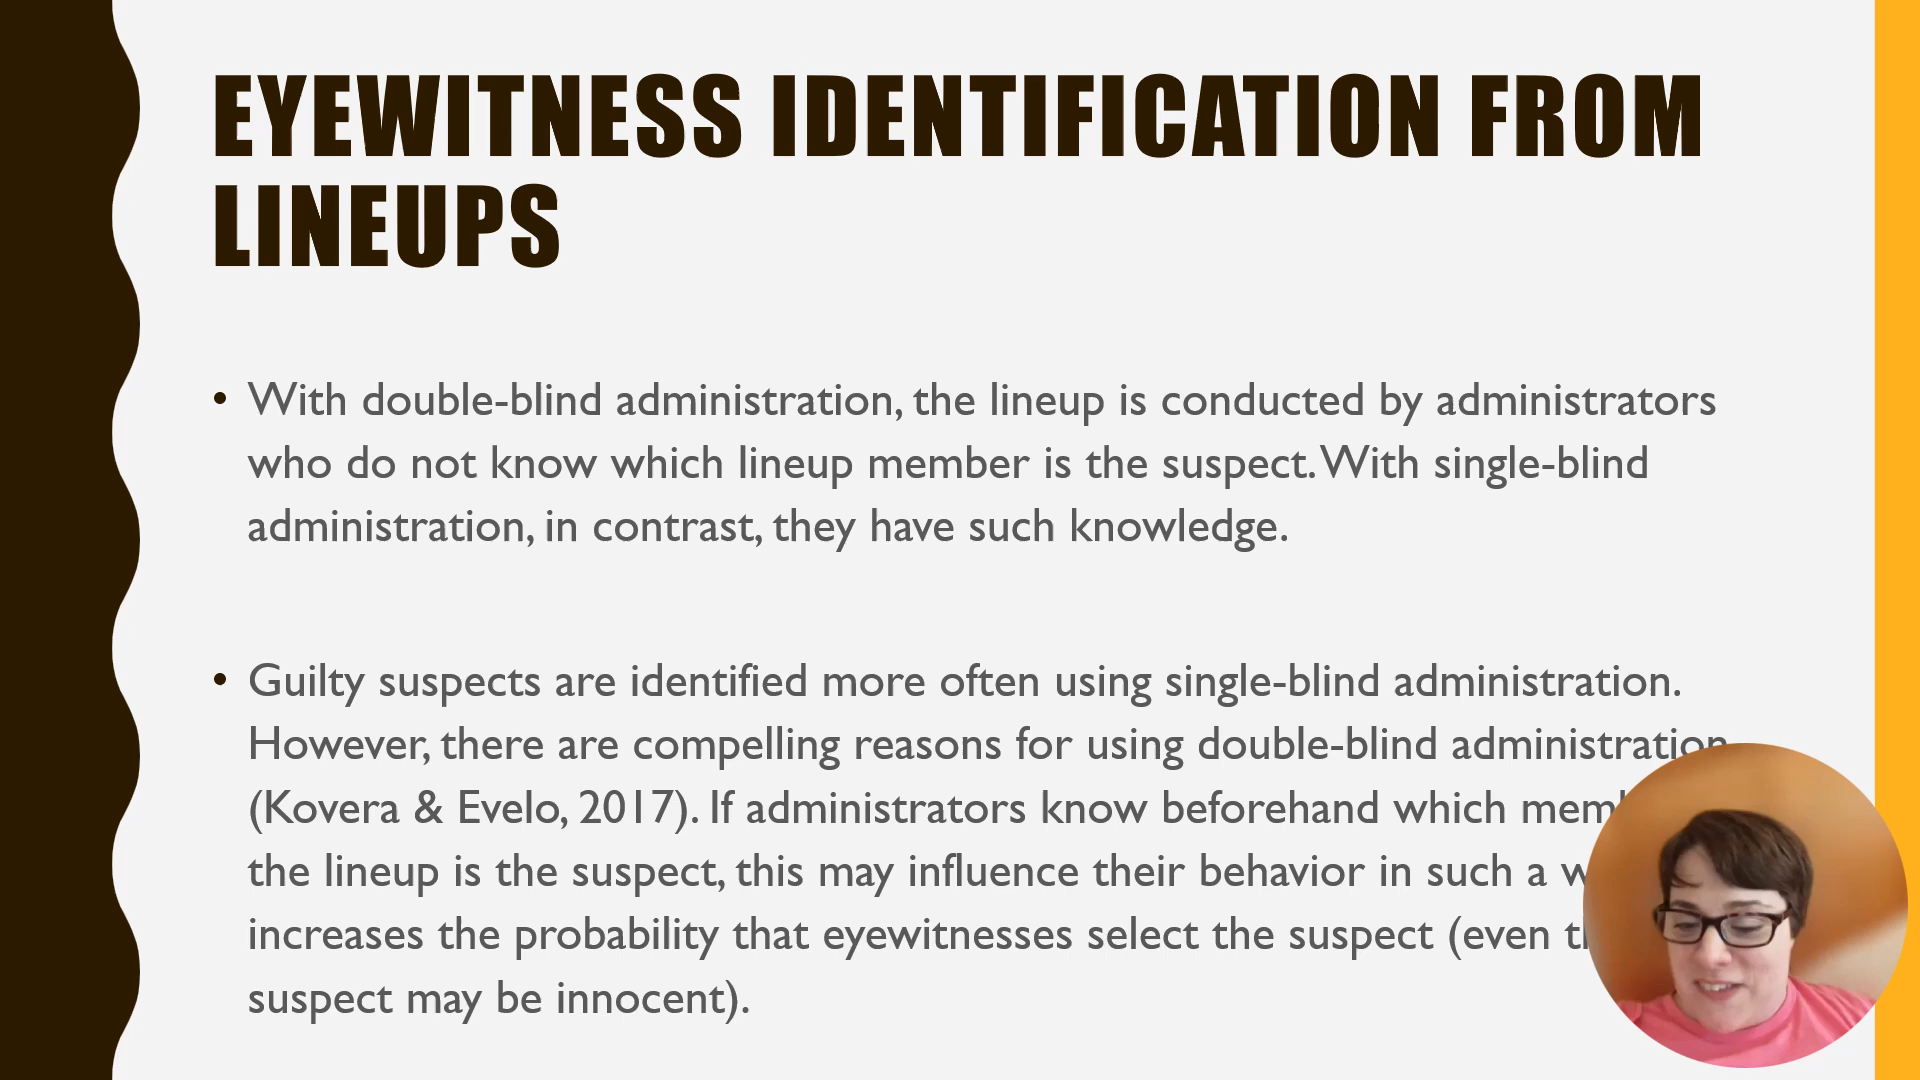 EYEWITNESS IDENTIFICATION FROM
LINEUPS
• With double-blind administration, the lineup is conducted by administrators
who do not know which lineup member is the suspect. With single-blind
administration, in contrast, they have such knowledge.
• Guilty suspects are identified more often using single-blind administration.
However, there are compelling reasons for using double-blind administration
(Kovera & Evelo, 2017). If administrators know beforehand which
the lineup is the suspect, this may influence their behavior in such a
increases the probability that eyewitnesses select the suspect (even
suspect may be innocent).